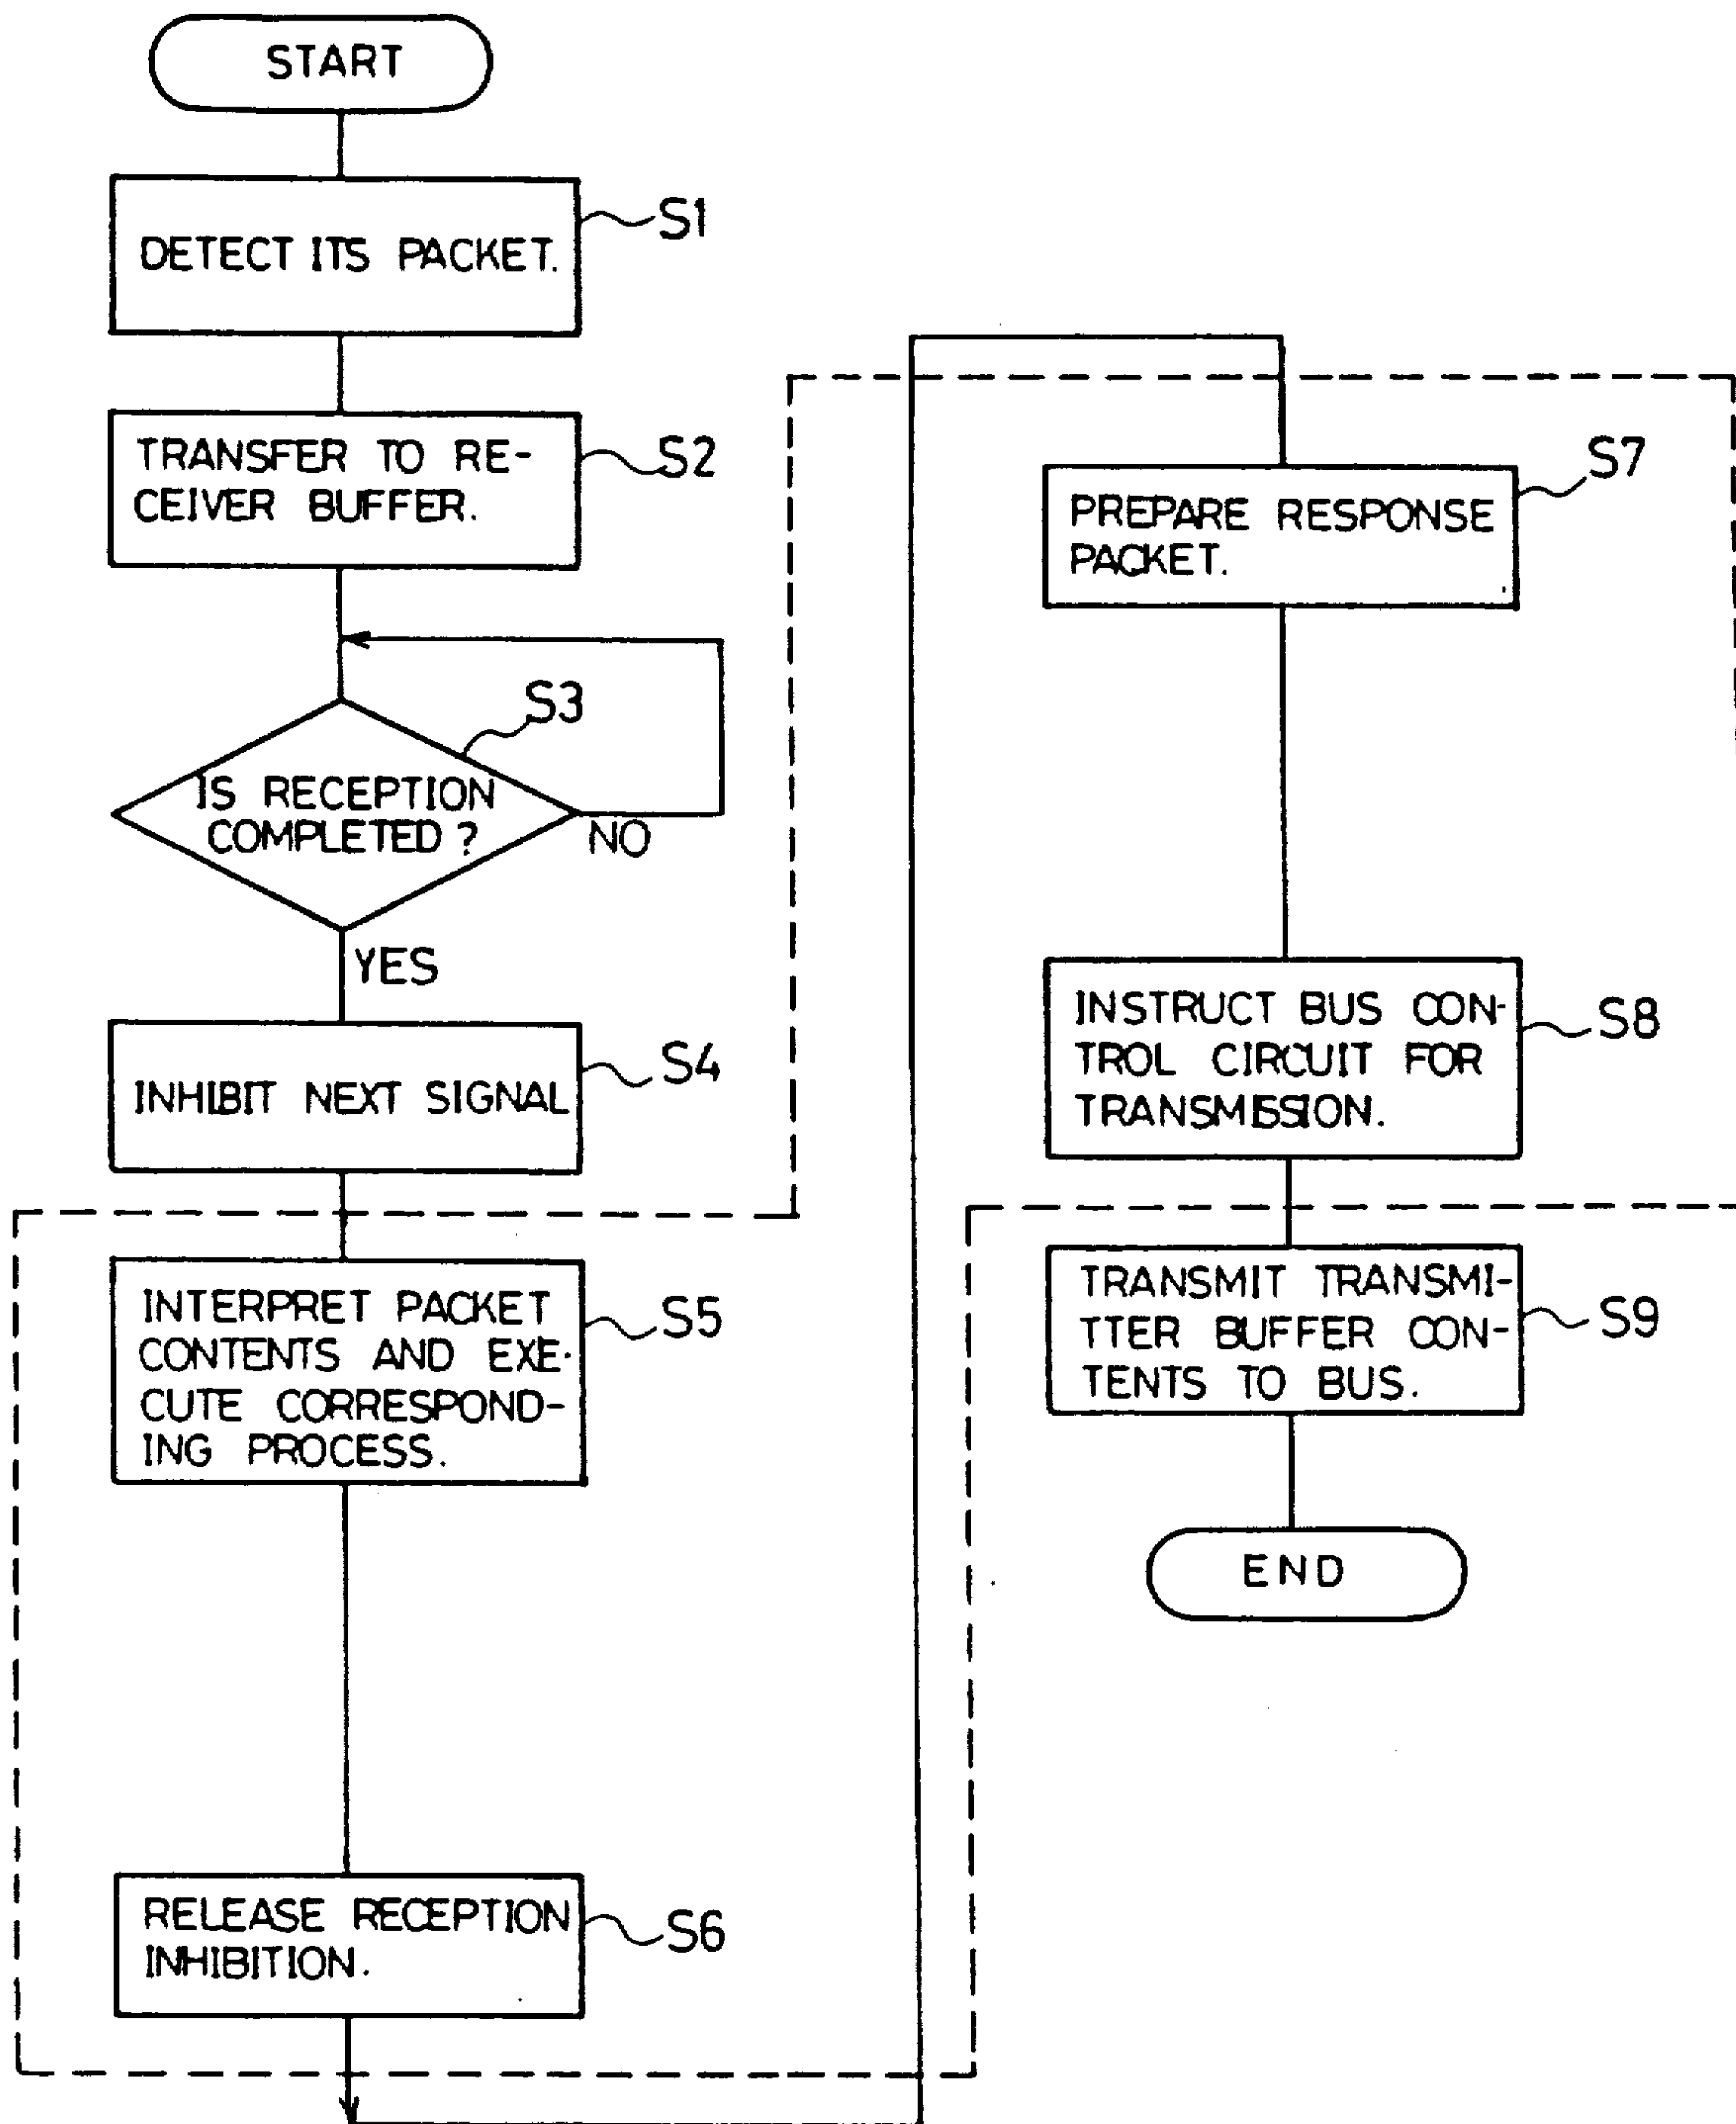 START
DETECT ITS PACKET.
S1
TRANSFER TO RE-
CEIVER BUFFER.
S2
S3
IS RECEPTION
COMPLETED ?
NO
YES
INHIBIT NEXT SIGNAL
S4
INTERPRET PACKET
CONTENTS AND EXE-
CUTE CORRESPOND-
ING PROCESS.
S5
RELEASE RECEPTION
INHIBITION.
S6
PREPARE RESPONSE
PACKET.
S7
INSTRUCT BUS CON-
TROL CIRCUIT FOR
TRANSMISSION.
S8
TRANSMIT TRANSMI-
TTER BUFFER CON-
TENTS TO BUS.
S9
END